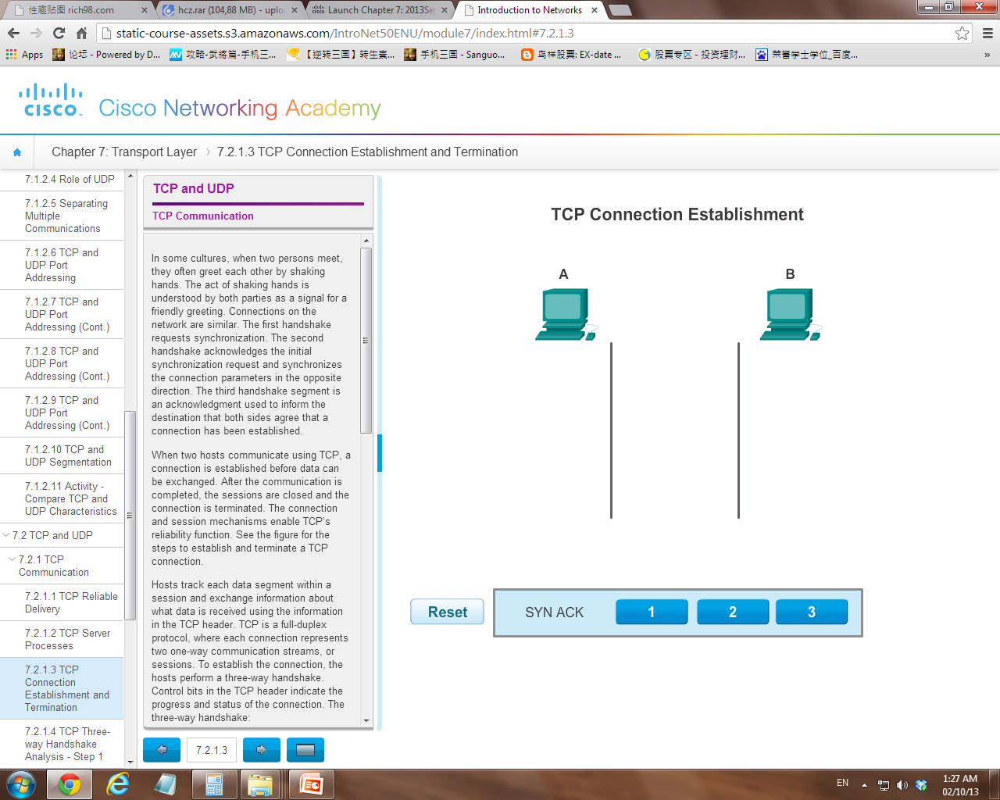 性趣贴图 rich98.com
hcz.rar (104,88 MB) - uploa
Launch Chapter 7: 2013Sep
Introduction to Networks
static-course-assets.s3.amazonaws.com/IntroNet50ENU/module7/index.html#7.2.1.3
Apps
论坛 - Powered by D...
攻略-武將篇-手机三...
【逆转三国】转生素...
手机三国 - Sanguo...
鸟样股票: EX-date ...
股票专区 - 投资理财...
荣誉学士学位_百度...
»
cisco.
Cisco Networking Academy
Chapter 7: Transport Layer
7.2.1.3 TCP Connection Establishment and Termination
7.1.2.4 Role of UDP
7.1.2.5 Separating
Multiple
Communications
7.1.2.6 TCP and
UDP Port
Addressing
7.1.2.7 TCP and
UDP Port
Addressing (Cont.)
7.1.2.8 TCP and
UDP Port
Addressing (Cont.)
7.1.2.9 TCP and
UDP Port
Addressing (Cont.)
7.1.2.10 TCP and
UDP Segmentation
7.1.2.11 Activity -
Compare TCP and
UDP Characteristics
7.2 TCP and UDP
7.2.1 TCP
Communication
7.2.1.1 TCP Reliable
Delivery
7.2.1.2 TCP Server
Processes
7.2.1.3 TCP
Connection
Establishment and
Termination
7.2.1.4 TCP Three-
way Handshake
Analysis - Step 1
TCP and UDP
TCP Communication
In some cultures, when two persons meet,
they often greet each other by shaking
hands. The act of shaking hands is
understood by both parties as a signal for a
friendly greeting. Connections on the
network are similar. The first handshake
requests synchronization. The second
handshake acknowledges the initial
synchronization request and synchronizes
the connection parameters in the opposite
direction. The third handshake segment is
an acknowledgment used to inform the
destination that both sides agree that a
connection has been established.
When two hosts communicate using TCP, a
connection is established before data can
be exchanged. After the communication is
completed, the sessions are closed and the
connection is terminated. The connection
and session mechanisms enable TCP's
reliability function. See the figure for the
steps to establish and terminate a TCP
connection.
Hosts track each data segment within a
session and exchange information about
what data is received using the information
in the TCP header. TCP is a full-duplex
protocol, where each connection represents
two one-way communication streams, or
sessions. To establish the connection, the
hosts perform a three-way handshake.
Control bits in the TCP header indicate the
progress and status of the connection. The
three-way handshake:
7.2.1.3
TCP Connection Establishment
A
B
Reset
SYN ACK
1
2
3
EN
1:27 AM
02/10/13